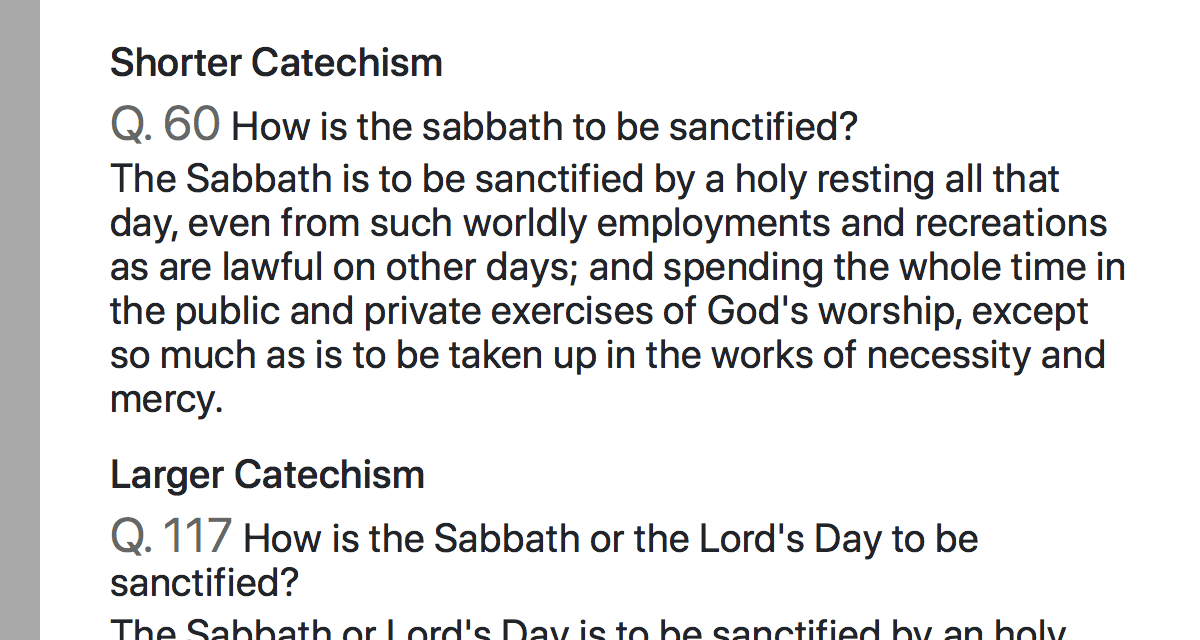 Shorter Catechism
Q. 60 How is the sabbath to be sanctified?
The Sabbath is to be sanctified by a holy resting all that
day, even from such worldly employments and recreations
as are lawful on other days; and spending the whole time in
the public and private exercises of God's worship, except
so much as is to be taken up in the works of necessity and
mercy.
Larger Catechism
Q. 117 How is the Sabbath or the Lord's Day to be
sanctified?
The Sabbath or Lord's Day is to be sanctified by an holy